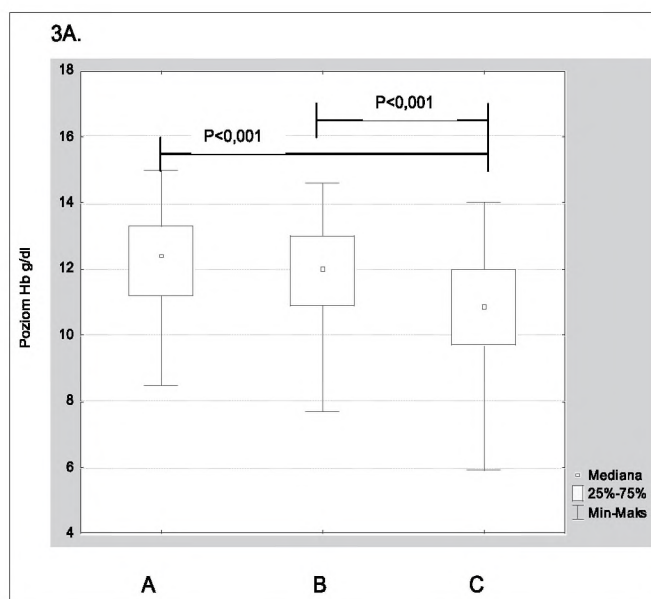 3A.
18
16
14
12
10
8
6
4
Poziom Hb g/dl
P<0,001
P<0,001
Mediana
25%-75%
Min-Maks
A B C